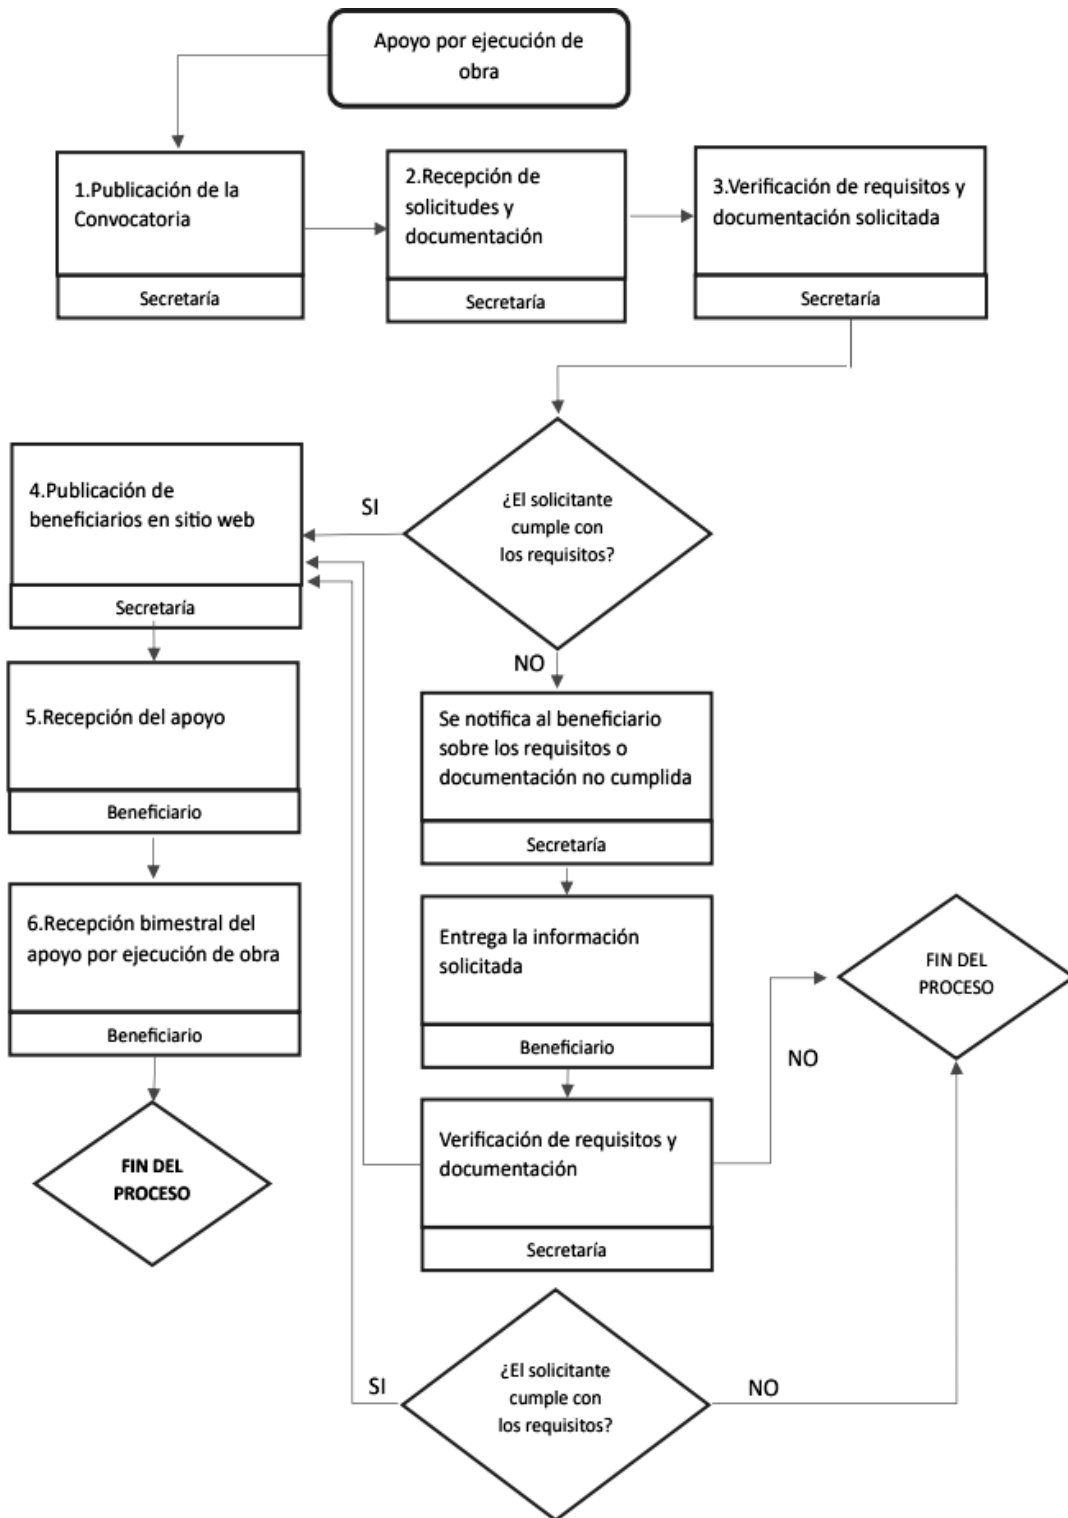 Apoyo por ejecución de
obra
1.Publicación de la
Convocatoria
Secretaría
2.Recepción de
solicitudes y
documentación
Secretaría
3.Verificación de requisitos y
documentación solicitada
Secretaría
¿El solicitante
cumple con
los requisitos?
SI
NO
4.Publicación de
beneficiarios en sitio web
Secretaría
5.Recepción del apoyo
Beneficiario
6.Recepción bimestral del
apoyo por ejecución de obra
Beneficiario
FIN DEL
PROCESO
Se notifica al beneficiario
sobre los requisitos o
documentación no cumplida
Secretaría
Entrega la información
solicitada
Beneficiario
Verificación de requisitos y
documentación
Secretaría
NO
FIN DEL
PROCESO
¿El solicitante
cumple con
los requisitos?
SI
NO